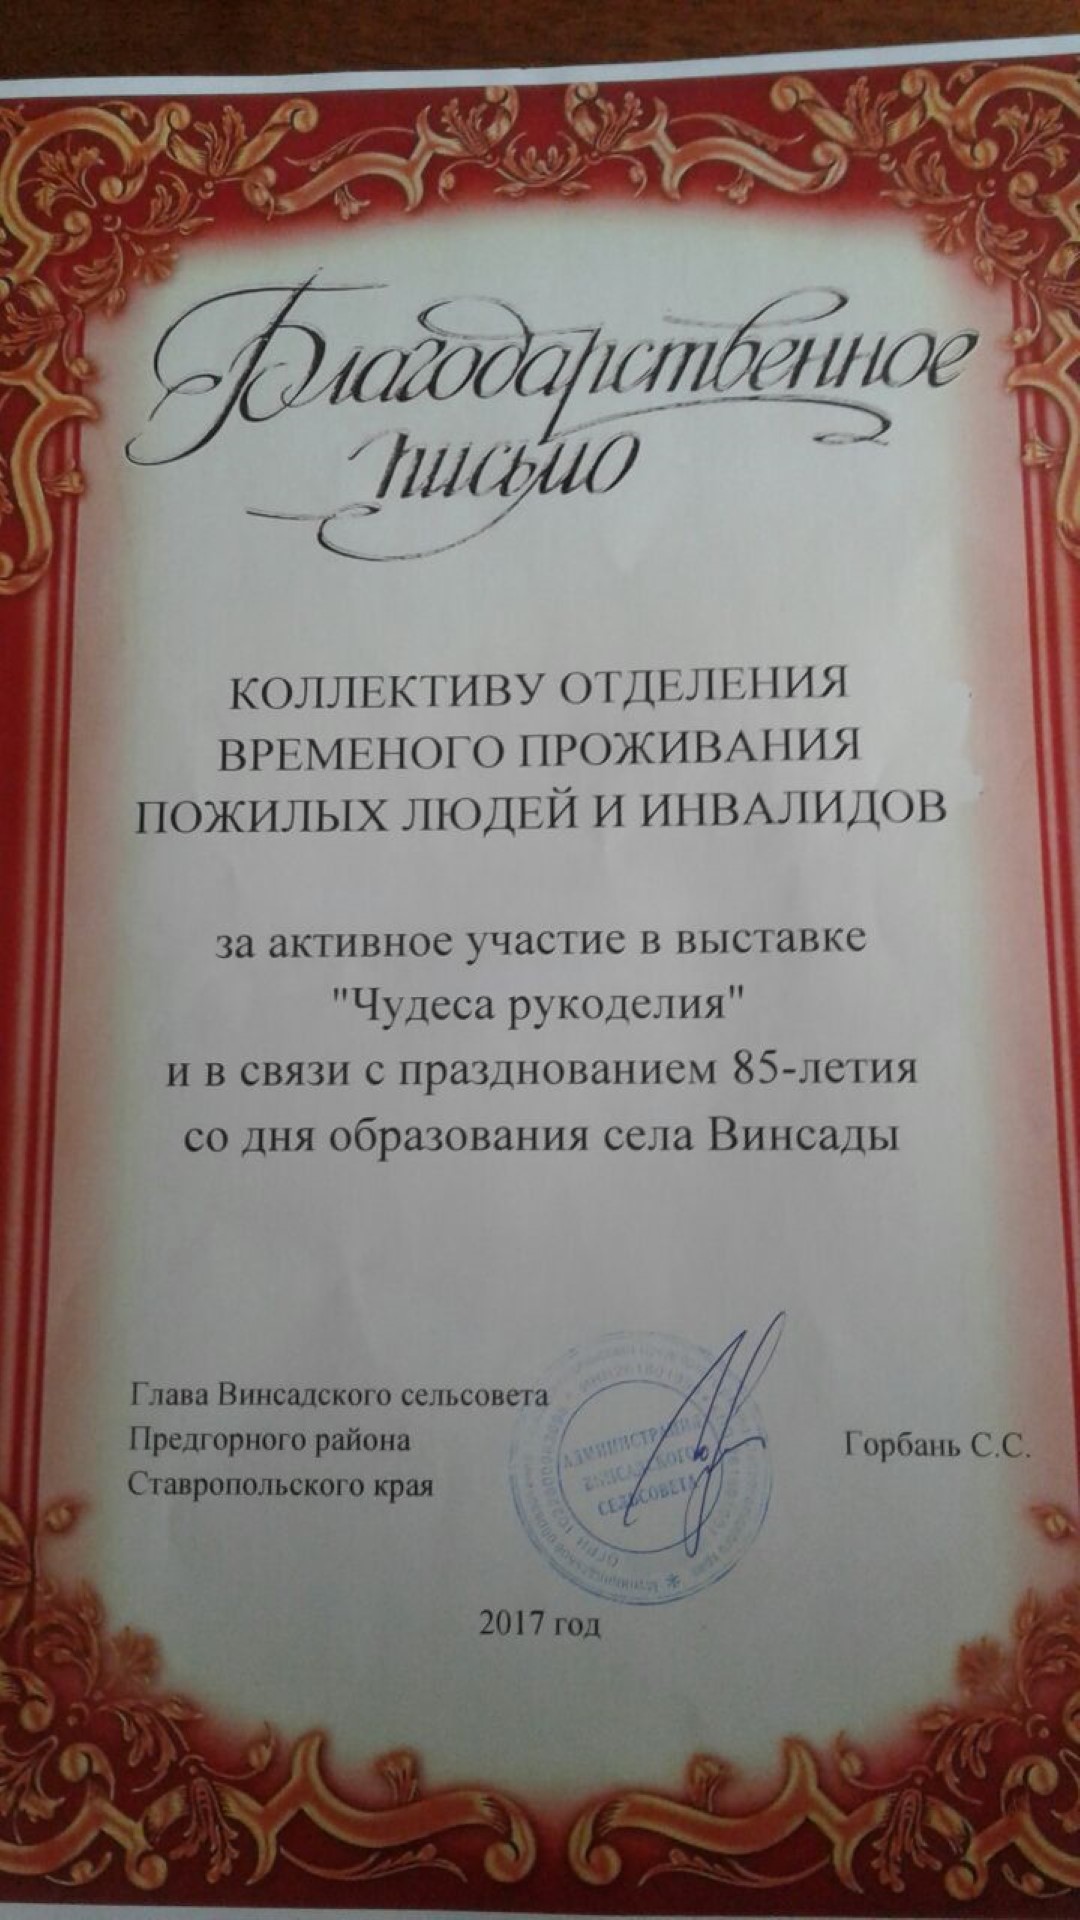 Благодарственное
письмо
КОЛЛЕКТИВУ ОТДЕЛЕНИЯ
ВРЕМЕНОГО ПРОЖИВАНИЯ
ПОЖИЛЫХ ЛЮДЕЙ И ИНВАЛИДОВ
за активное участие в выставке
"Чудеса рукоделия"
и в связи с празднованием 85-летия
со дня образования села Винсады
Глава Винсадского сельсовета
Предгорного района
Ставропольского края
АДМИНИСТРАЦИЯ
ВИНСАДСКОГО
СЕЛЬСОВЕТА
Горбань С.С.
2017 год